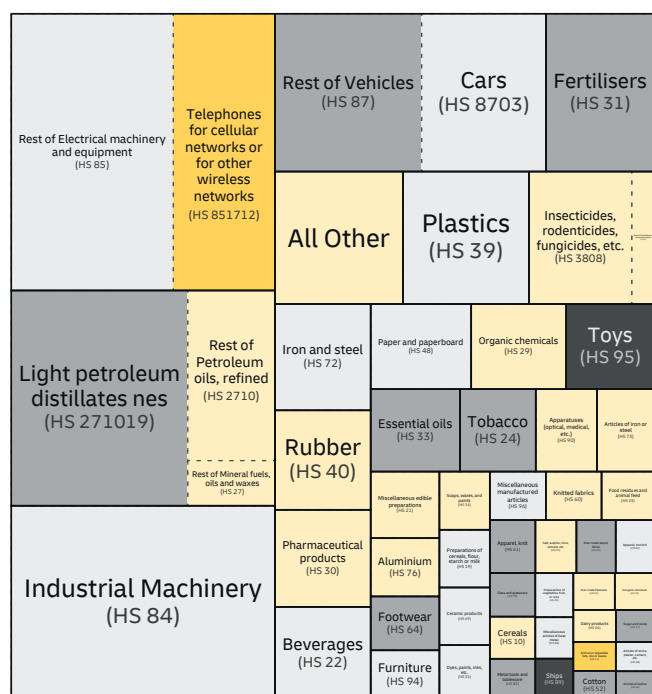 Rest of Electrical machinery
and equipment
(HS 85)
Telephones
for cellular
networks or
for other
wireless
networks
(HS 851712)
Rest of Vehicles
(HS 87)
Cars
(HS 8703)
Fertilisers
(HS 31)
All Other
Plastics
(HS 39)
Insecticides,
rodenticides,
fungicides, etc.
(HS 3808)
Light petroleum
distillates nes
(HS 271019)
Rest of
Petroleum
oils, refined
(HS 2710)
Rest of Mineral fuels,
oils and waxes
(HS 27)
Industrial Machinery
(HS 84)
Iron and steel
(HS 72)
Paper and paperboard
(HS 48)
Organic chemicals
(HS 29)
Toys
(HS 95)
Rubber
(HS 40)
Essential oils
(HS 33)
Tobacco
(HS 24)
Apparatuses
(optical, medical,
etc.)
(HS 90)
Articles of iron or
steel
(HS 73)
Pharmaceutical
products
(HS 30)
Miscellaneous edible
preparations
(HS 21)
Soaps, waxes, and
paints
(HS 34)
Miscellaneous
manufactured
articles
(HS 96)
Knitted fabrics
(HS 60)
Food residues and
animal feed
(HS 23)
Aluminium
(HS 76)
Preparations of
cereals, flour,
starch or milk
(HS 19)
Apparel, knit
(HS 61)
Beverages
(HS 22)
Footwear
(HS 64)
Ceramic products
(HS 69)
Furniture
(HS 94)
Dyes, paints, inks, etc.
(HS 32)
Cereals
(HS 10)
Dairy products
Metal tools and
tableware
Ships
(HS 89)
Cotton
(HS 52)